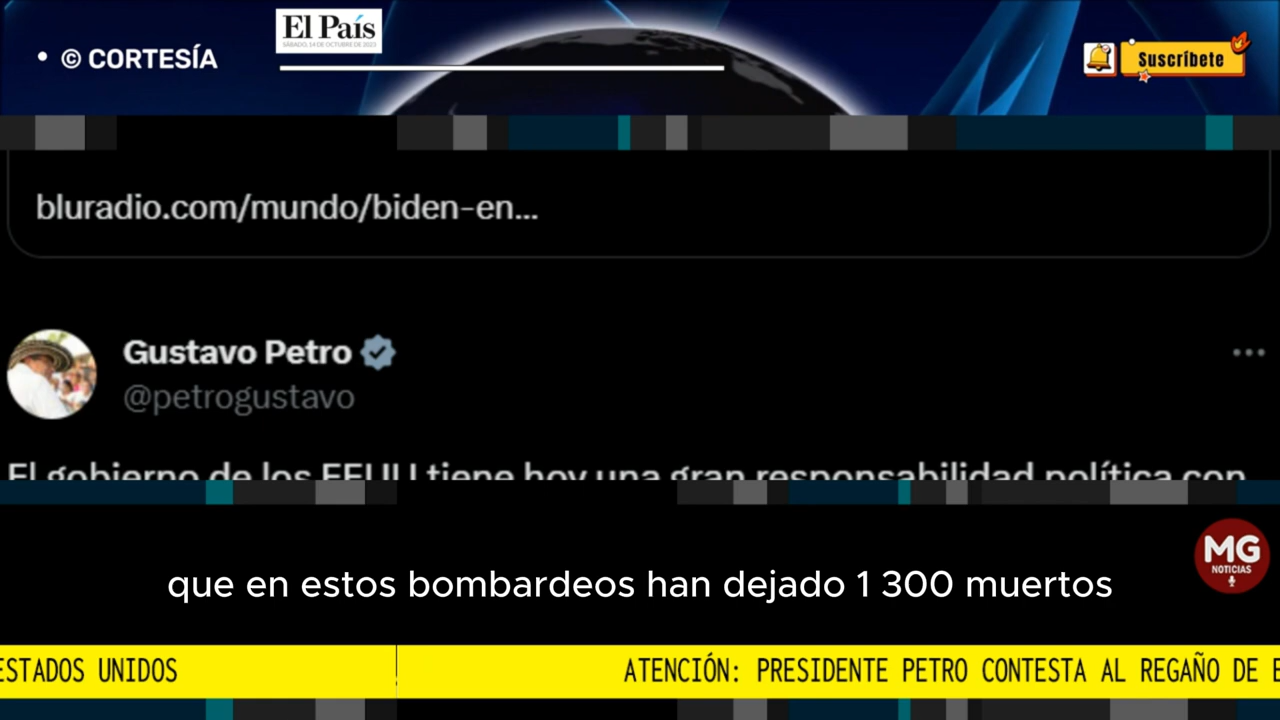 El País
SÁBADO, 14 DE OCTUBRE DE 2023
• © CORTESÍA
Suscríbete
bluradio.com/mundo/biden-en...
Gustavo Petro
@petrogustavo
El gobierno de los EEUU tiene hoy una gran responsabilidad política con
MG
NOTICIAS
que en estos bombardeos han dejado 1 300 muertos
ESTADOS UNIDOS
ATENCIÓN: PRESIDENTE PETRO CONTESTA AL REGAÑO DE E